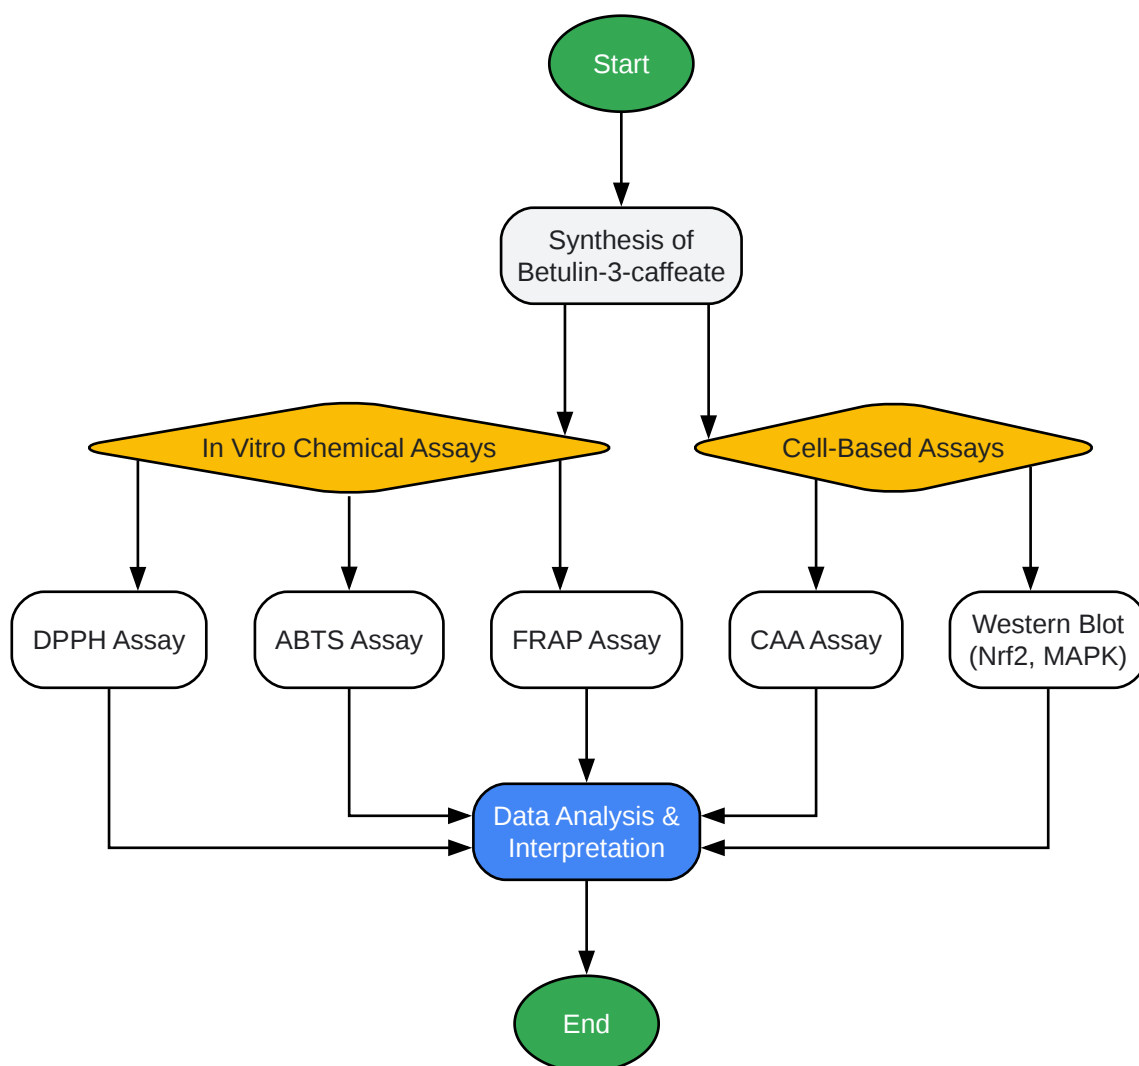 Start
Synthesis of
Betulin-3-caffeate
In Vitro Chemical Assays
Cell-Based Assays
DPPH Assay
ABTS Assay
FRAP Assay
CAA Assay
Western Blot
(Nrf2, MAPK)
Data Analysis &
Interpretation
End